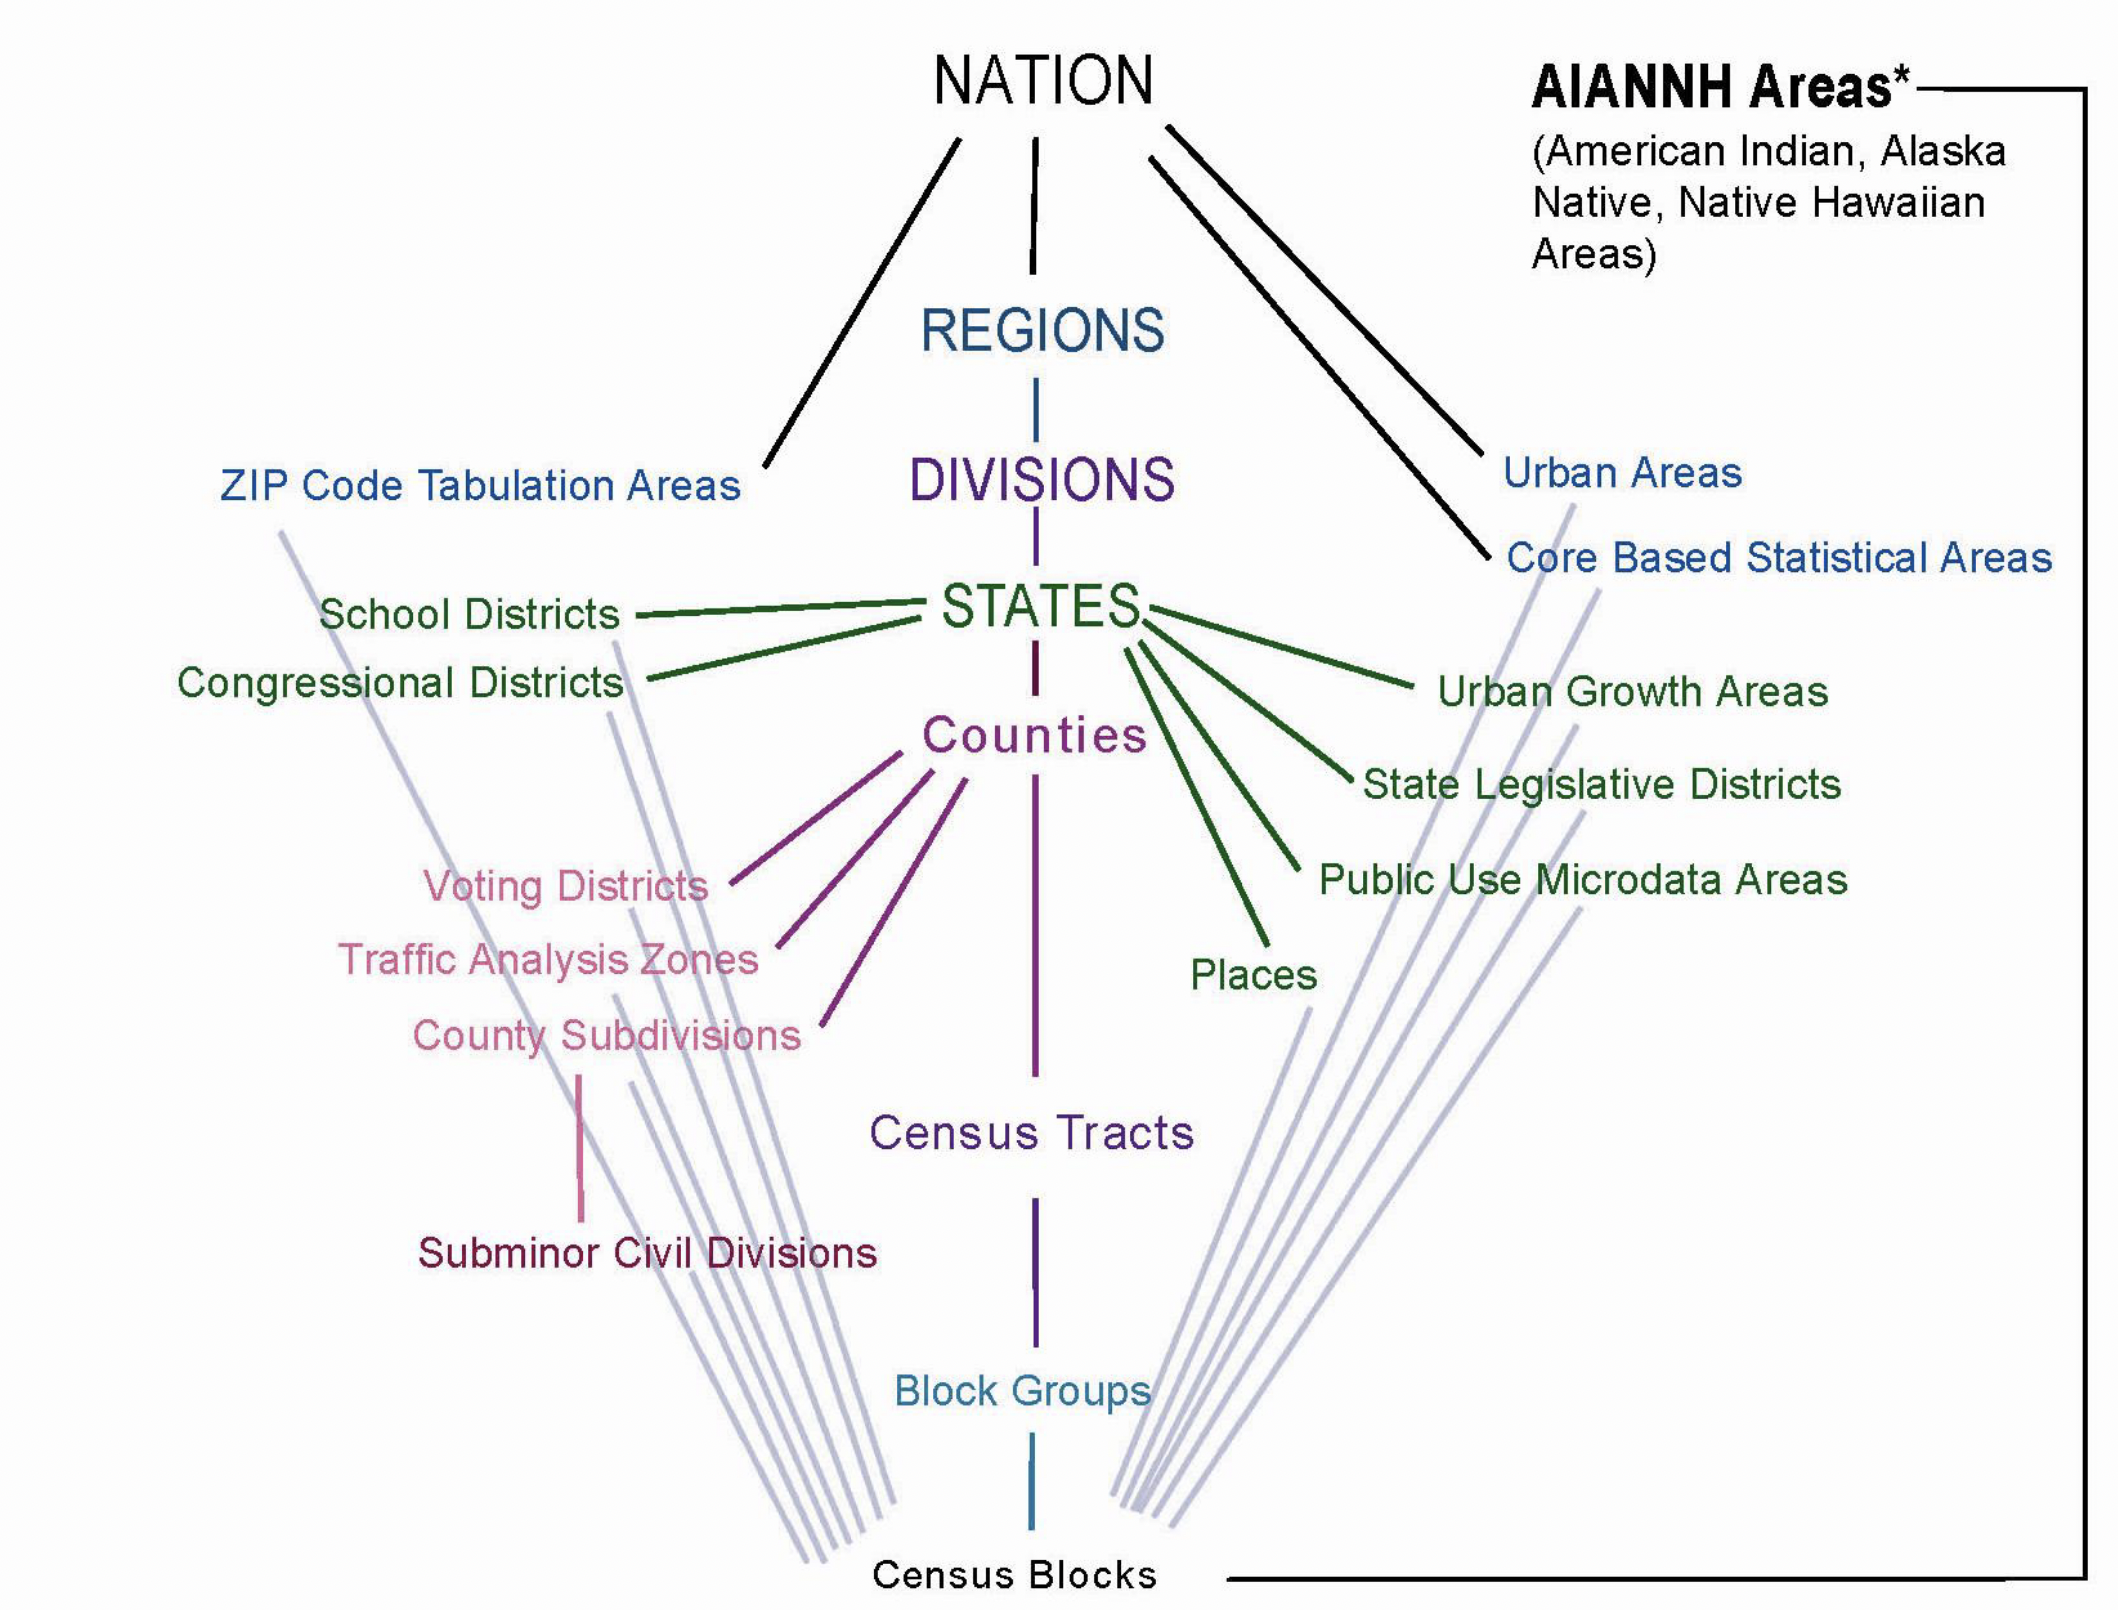 NATION
AIANNH Areas*
(American Indian, Alaska
Native, Native Hawaiian
Areas)
REGIONS
ZIP Code Tabulation Areas
DIVISIONS
Urban Areas
Core Based Statistical Areas
School Districts
STATES
Congressional Districts
Urban Growth Areas
Counties
State Legislative Districts
Voting Districts
Public Use Microdata Areas
Traffic Analysis Zones
Places
County Subdivisions
Census Tracts
Subminor Civil Divisions
Block Groups
Census Blocks